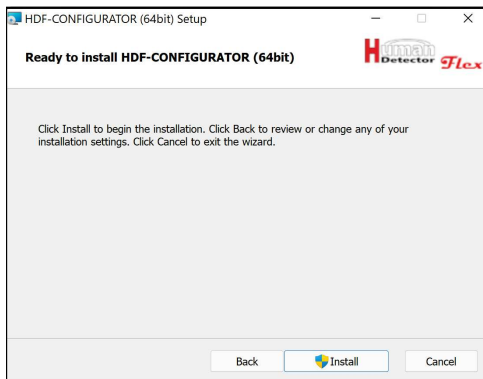 HDF-CONFIGURATOR (64bit) Setup
Ready to install HDF-CONFIGURATOR (64bit)
Human
Detector Flex
Click Install to begin the installation. Click Back to review or change any of your
installation settings. Click Cancel to exit the wizard.
Back Install Cancel